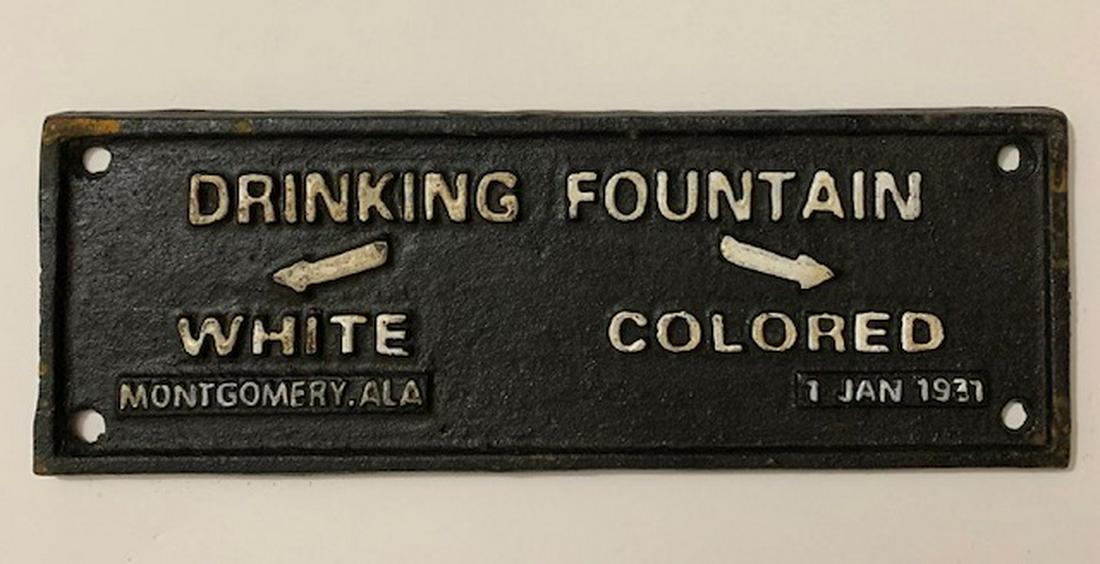 DRINKING FOUNTAIN
WHITE COLORED
MONTGOMERY.ALA 1 JAN 1931